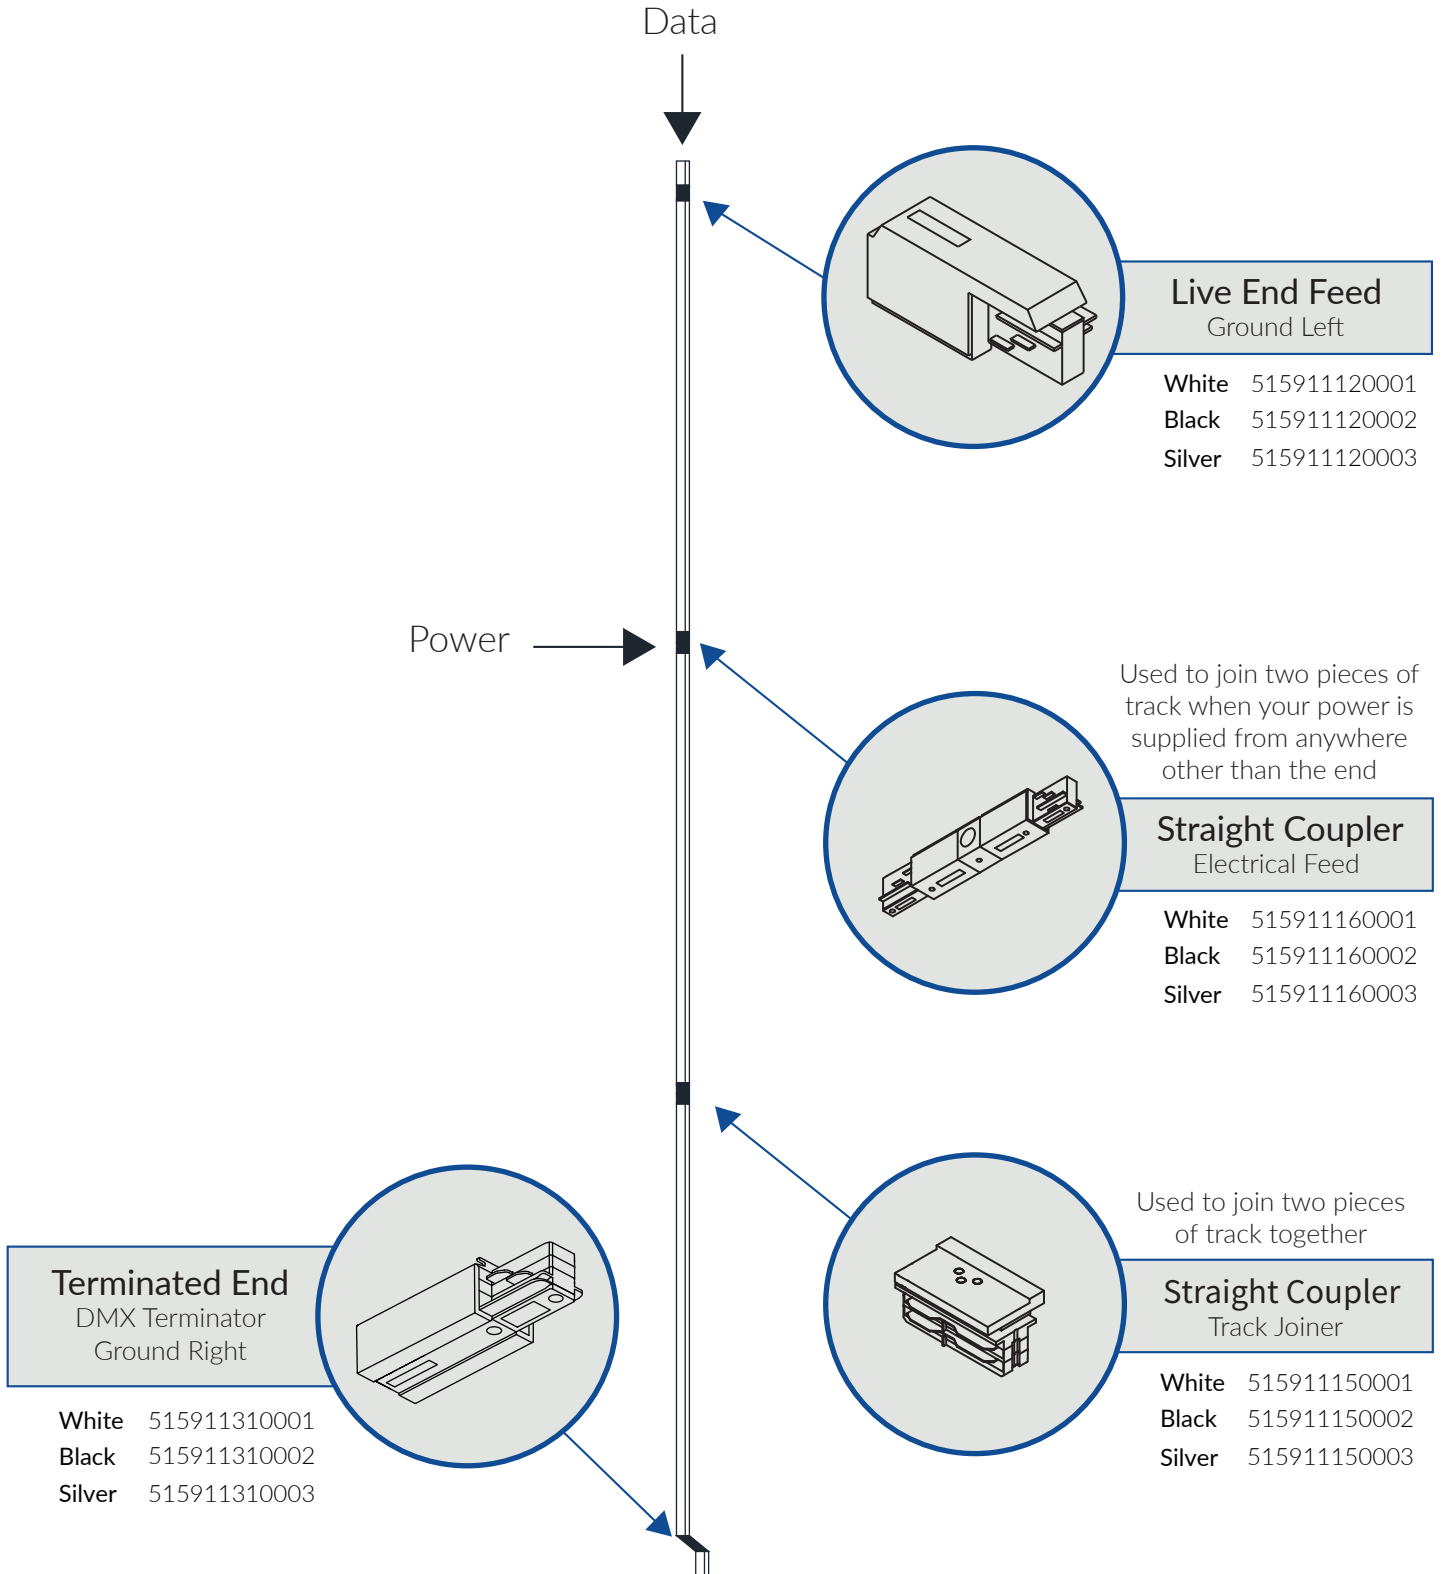 Data
Live End Feed
Ground Left
White 515911120001
Black 515911120002
Silver 515911120003
Power
Used to join two pieces of
track when your power is
supplied from anywhere
other than the end
Straight Coupler
Electrical Feed
White 515911160001
Black 515911160002
Silver 515911160003
Used to join two pieces
of track together
Straight Coupler
Track Joiner
White 515911150001
Black 515911150002
Silver 515911150003
Terminated End
DMX Terminator
Ground Right
White 515911310001
Black 515911310002
Silver 515911310003